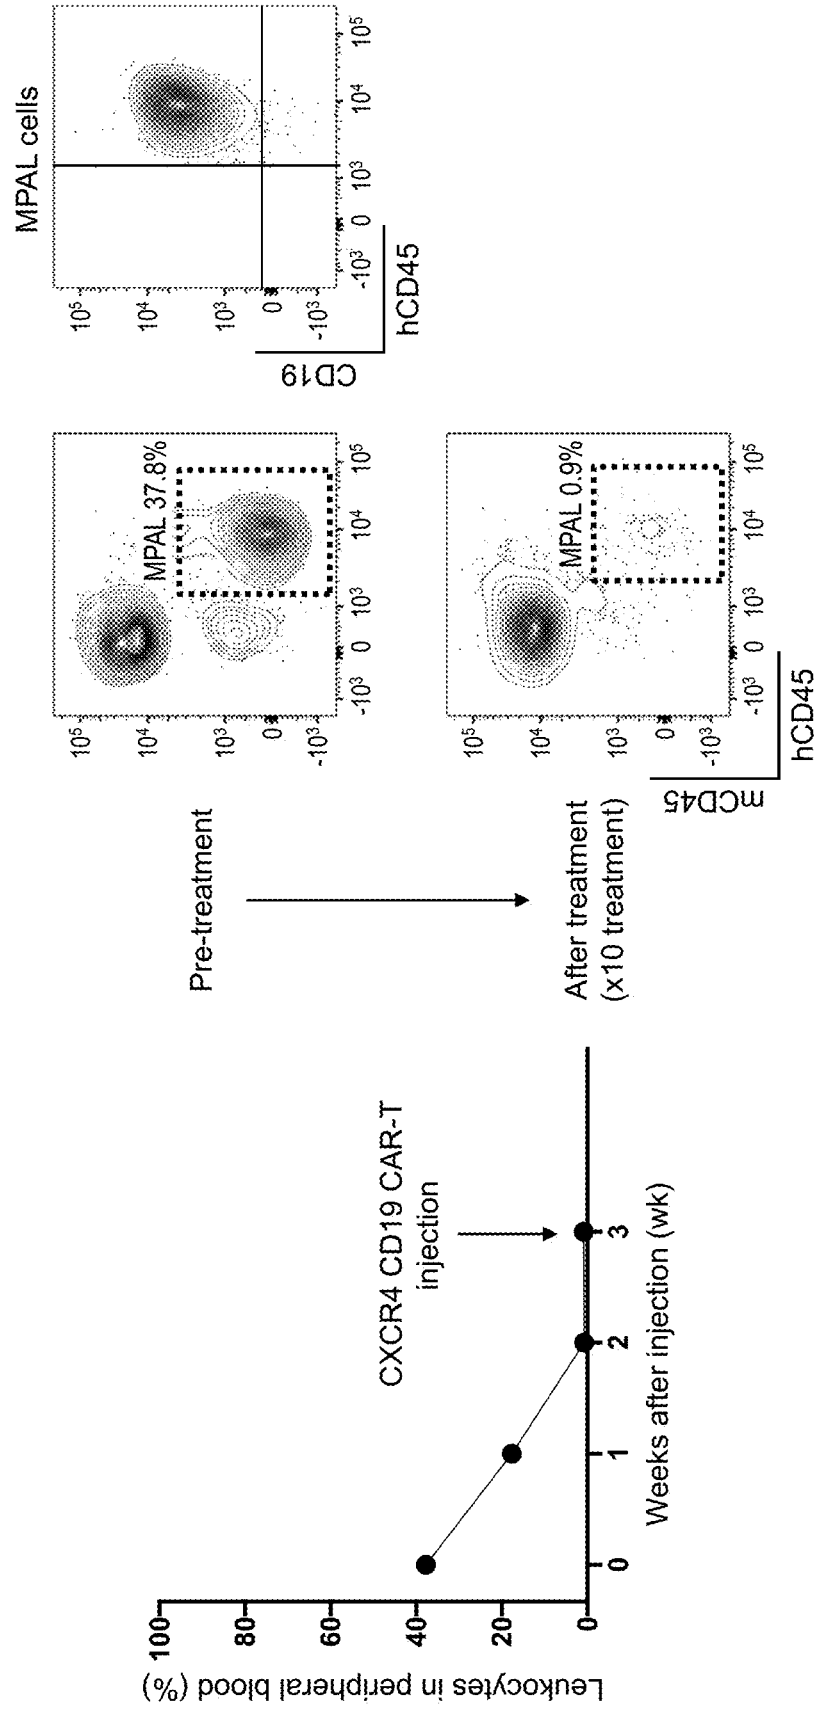 Leukocytes in peripheral blood (%)
100
80
60
40
20
0
0
1
2
3
Weeks after injection (wk)
CXCR4 CD19 CAR-T
injection
Pre-treatment
After treatment
(x10 treatment)
MPAL 37.8%
10⁵
10⁴
10³
0
-10³
-10³
0
10³
10⁴
10⁵
MPAL 0.9%
10⁵
10⁴
10³
0
-10³
-10³
0
10³
10⁴
10⁵
mCD45
hCD45
MPAL cells
10⁵
10⁴
10³
0
-10³
-10³
0
10³
10⁴
10⁵
CD19
hCD45